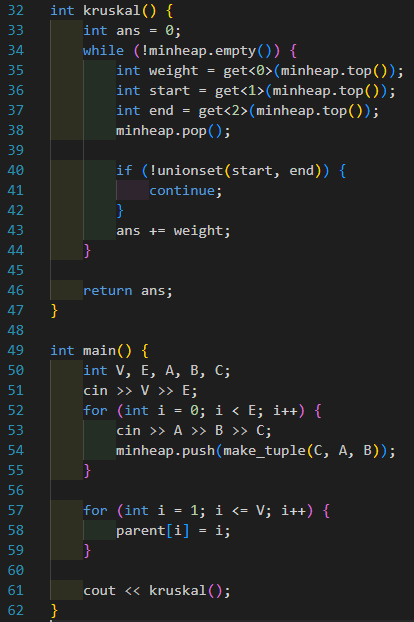 32 int kruskal() {
33     int ans = 0;
34     while (!minheap.empty()) {
35         int weight = get<0>(minheap.top());
36         int start = get<1>(minheap.top());
37         int end = get<2>(minheap.top());
38         minheap.pop();
39
40         if (!unionset(start, end)) {
41             continue;
42         }
43         ans += weight;
44     }
45
46     return ans;
47 }
48
49 int main() {
50     int V, E, A, B, C;
51     cin >> V >> E;
52     for (int i = 0; i < E; i++) {
53         cin >> A >> B >> C;
54         minheap.push(make_tuple(C, A, B));
55     }
56
57     for (int i = 1; i <= V; i++) {
58         parent[i] = i;
59     }
60
61     cout << kruskal();
62 }